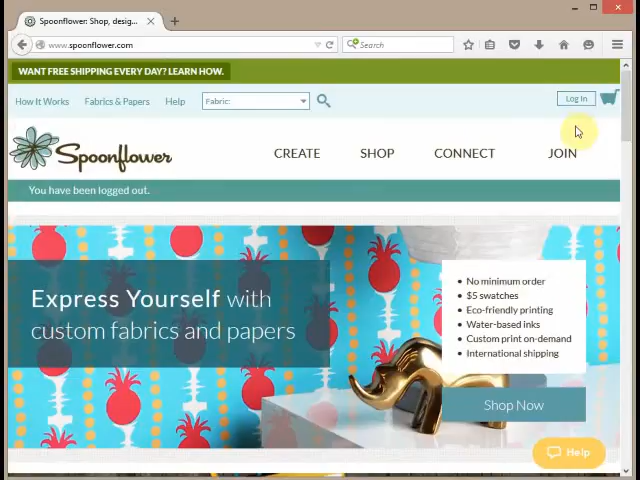 Spoonflower: Shop, desig...
www.spoonflower.com
Search
WANT FREE SHIPPING EVERY DAY? LEARN HOW.
How It Works Fabrics & Papers Help Fabric: Log In
Spoonflower CREATE SHOP CONNECT JOIN
You have been logged out.
Express Yourself with
custom fabrics and papers
• No minimum order
• $5 swatches
• Eco-friendly printing
• Water-based inks
• Custom print on-demand
• International shipping
Shop Now
Help